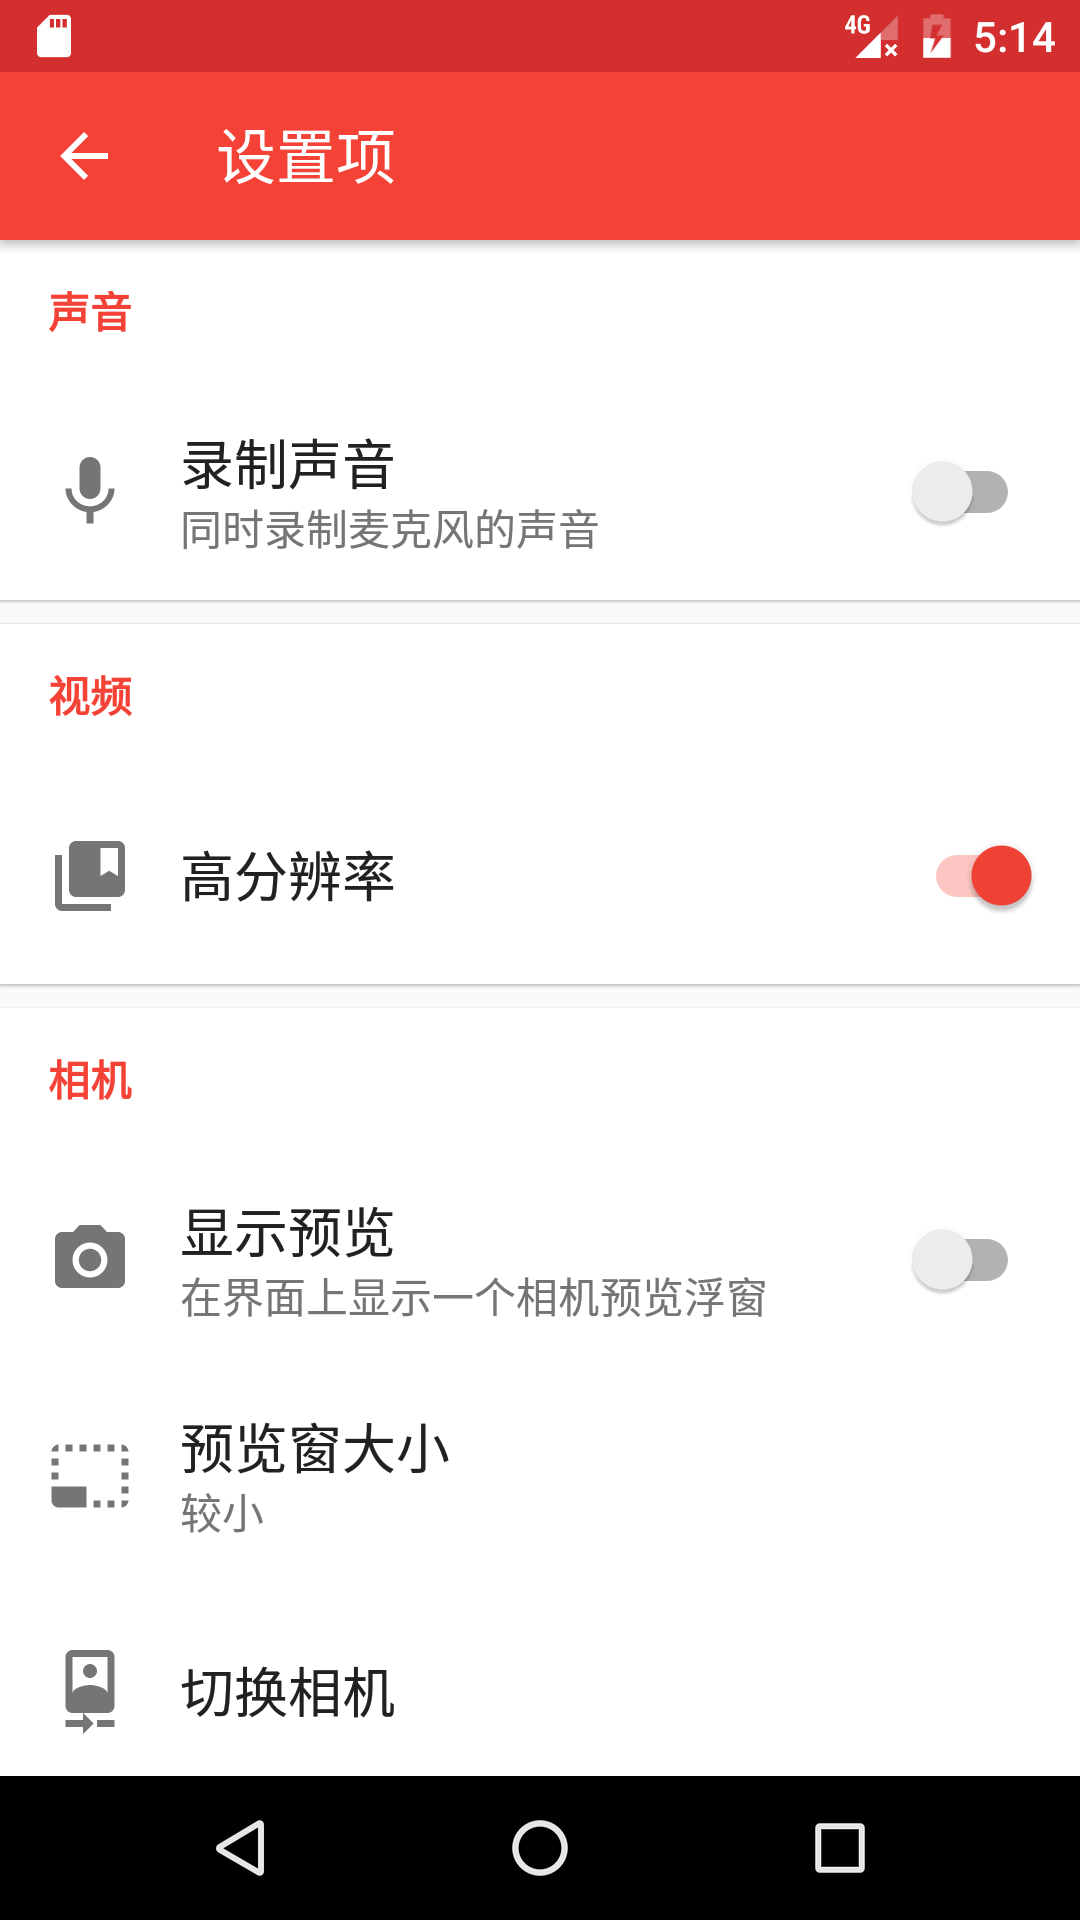 4G 5:14
设置项
声音
录制声音
同时录制麦克风的声音
视频
高分辨率
相机
显示预览
在界面上显示一个相机预览浮窗
预览窗大小
较小
切换相机